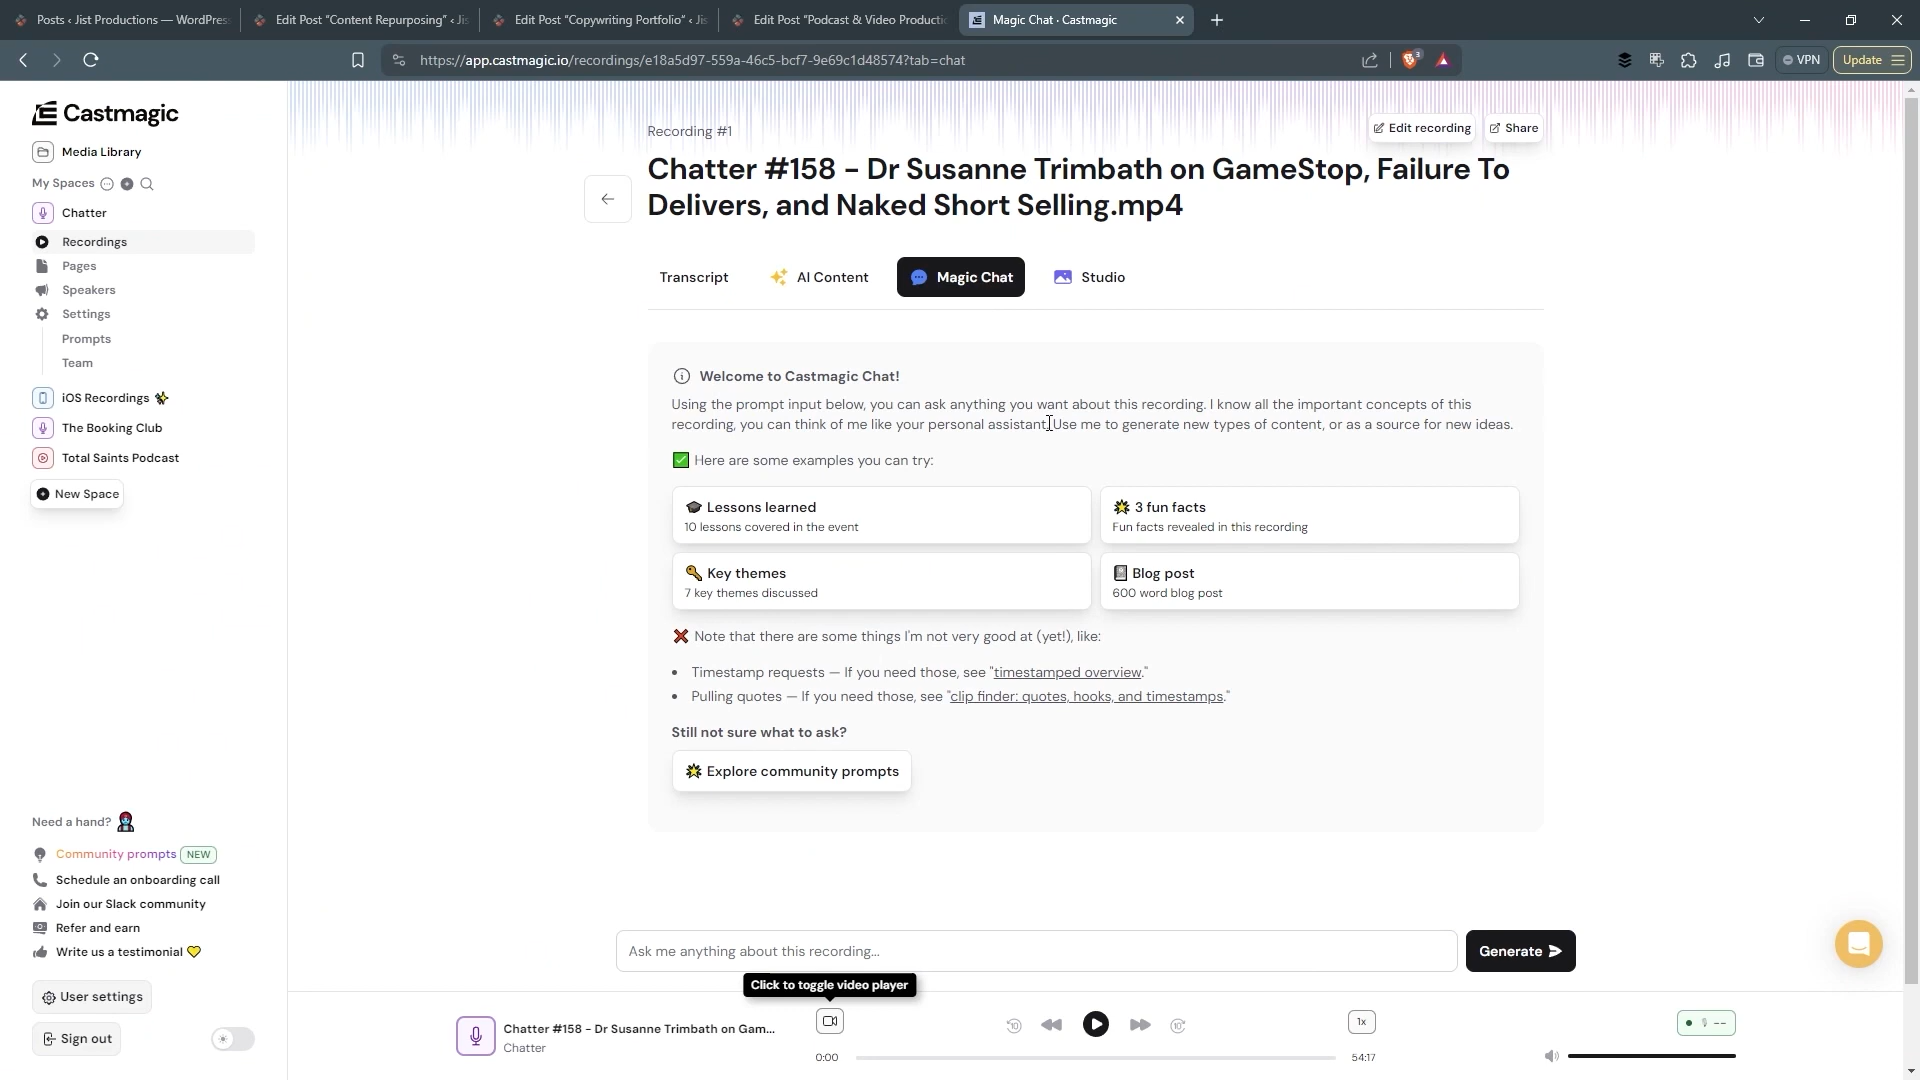 Posts ‹ Jist Productions — WordPres
Edit Post "Content Repurposing" ‹ Jis
Edit Post "Copywriting Portfolio" ‹ Jis
Edit Post "Podcast & Video Productio
Magic Chat · Castmagic
https://app.castmagic.io/recordings/e18a5d97-559a-46c5-bcf7-9e69c1d48574?tab=chat
3
VPN
Update
Castmagic
Media Library
My Spaces
Chatter
Recordings
Pages
Speakers
Settings
Prompts
Team
iOS Recordings
The Booking Club
Total Saints Podcast
New Space
Need a hand?
Community prompts NEW
Schedule an onboarding call
Join our Slack community
Refer and earn
Write us a testimonial
User settings
Sign out
Recording #1
Edit recording
Share
Chatter #158 - Dr Susanne Trimbath on GameStop, Failure To
Delivers, and Naked Short Selling.mp4
Transcript
AI Content
Magic Chat
Studio
Welcome to Castmagic Chat!
Using the prompt input below, you can ask anything you want about this recording. I know all the important concepts of this
recording, you can think of me like your personal assistant. Use me to generate new types of content, or as a source for new ideas.
Here are some examples you can try:
Lessons learned
10 lessons covered in the event
3 fun facts
Fun facts revealed in this recording
Key themes
7 key themes discussed
Blog post
600 word blog post
Note that there are some things I'm not very good at (yet!), like:
• Timestamp requests — If you need those, see "timestamped overview."
• Pulling quotes — If you need those, see "clip finder: quotes, hooks, and timestamps."
Still not sure what to ask?
Explore community prompts
Ask me anything about this recording...
Generate
Click to toggle video player
Chatter #158 - Dr Susanne Trimbath on Gam...
Chatter
10
10
1x
--
0:00
54:17